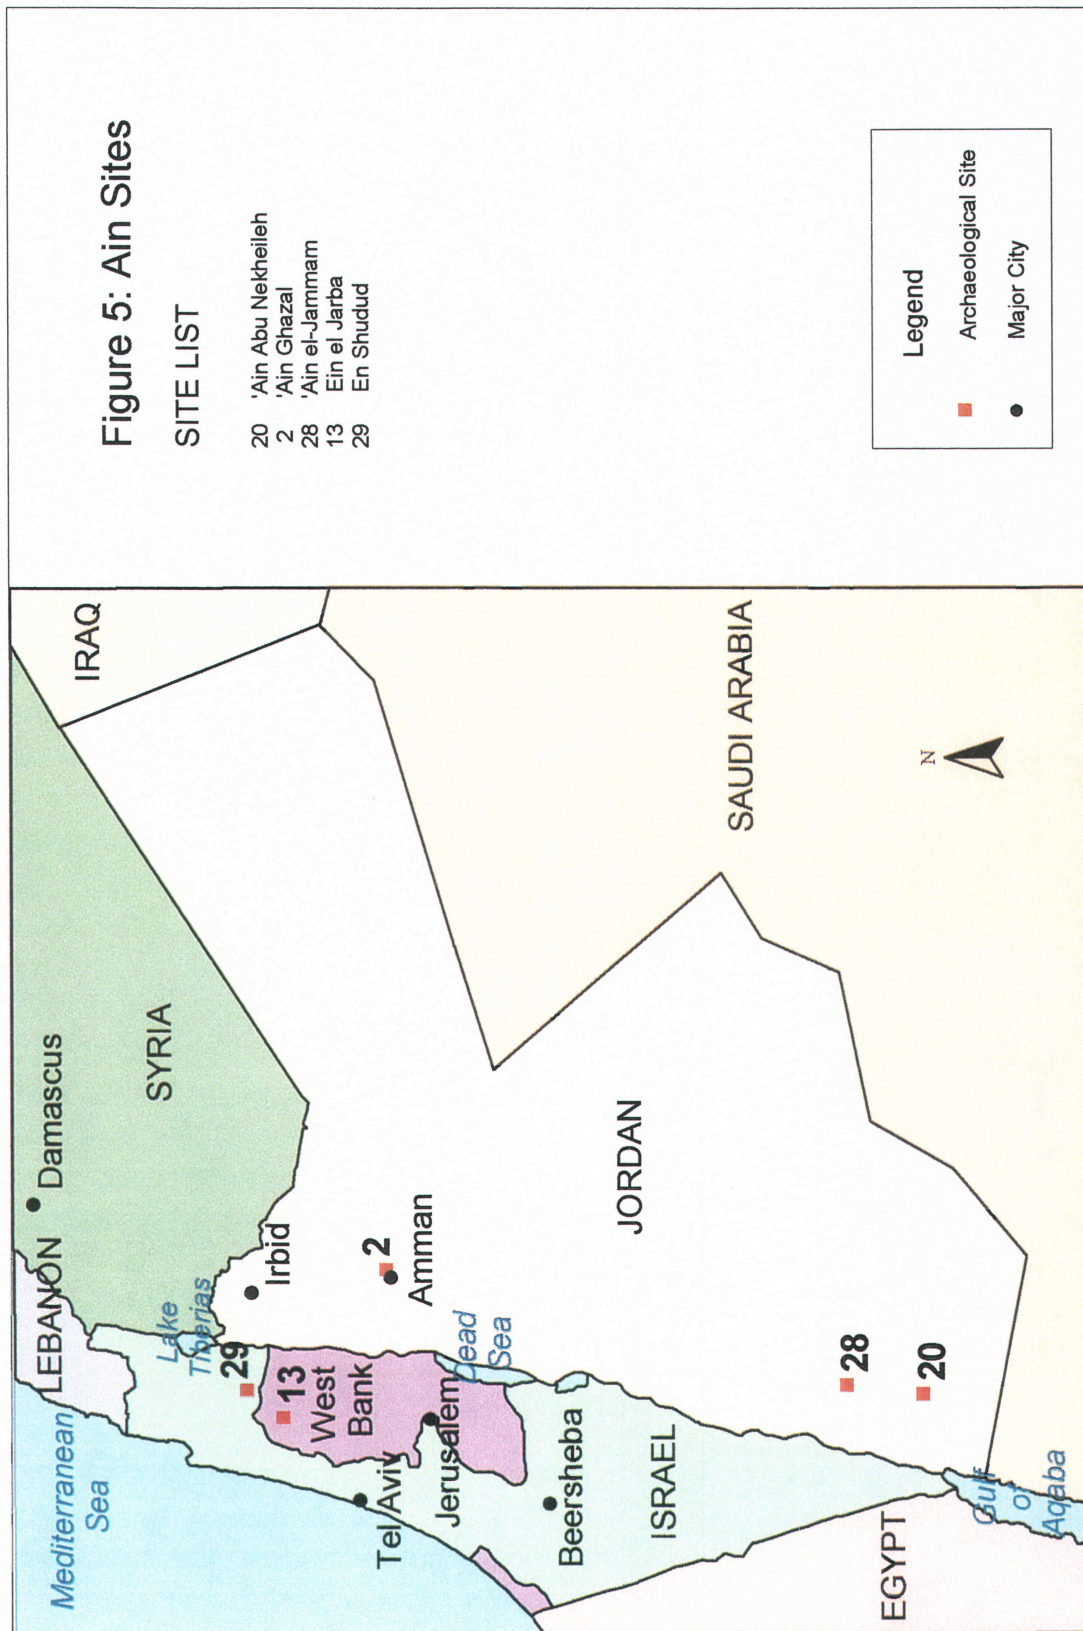 Figure 5: Ain Sites
SITE LIST
20 'Ain Abu Nekheileh
2 'Ain Ghazal
28 'Ain el-Jammam
13 Ein el Jarba
29 En Shudud
Legend
Archaeological Site
Major City
Mediterranean
Sea
LEBANON
Damascus
SYRIA
IRAQ
Lake
Tiberias
29
Irbid
13
West
Bank
2
Amman
Tel Aviv
Jerusalem
Dead
Sea
Beersheba
ISRAEL
JORDAN
SAUDI ARABIA
28
20
EGYPT
Gulf
of
Aqaba
N